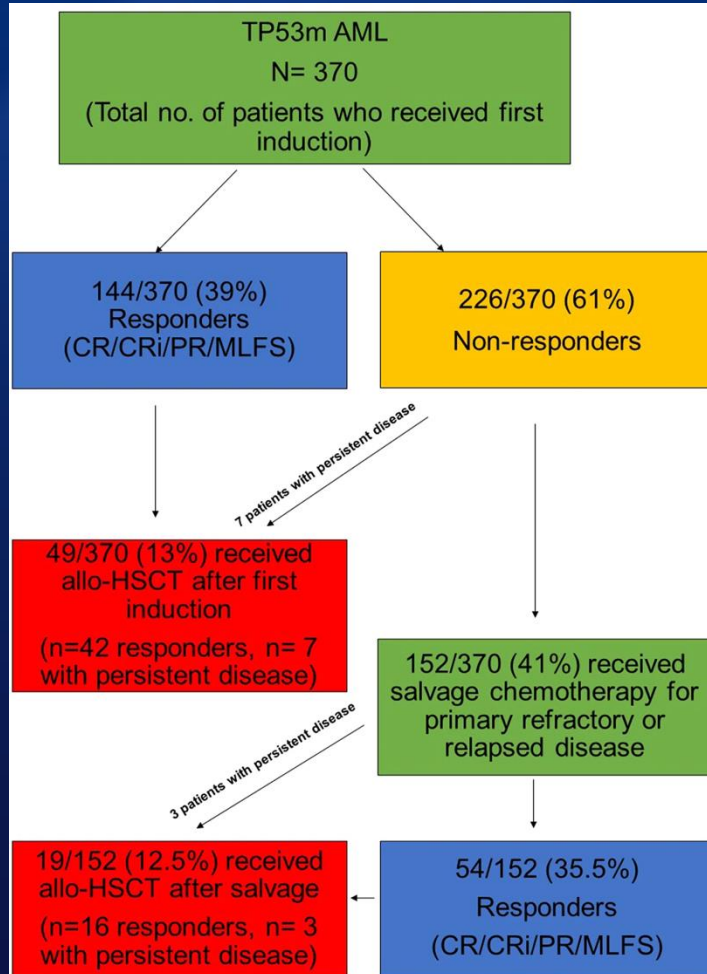 TP53m AML
N= 370
(Total no. of patients who received first
induction)
144/370 (39%)
Responders
(CR/CRi/PR/MLFS)
226/370 (61%)
Non-responders
7 patients with persistent disease
49/370 (13%) received
allo-HSCT after first
induction
(n=42 responders, n= 7
with persistent disease)
152/370 (41%) received
salvage chemotherapy for
primary refractory or
relapsed disease
3 patients with persistent disease
19/152 (12.5%) received
allo-HSCT after salvage
(n=16 responders, n= 3
with persistent disease)
54/152 (35.5%)
Responders
(CR/CRi/PR/MLFS)